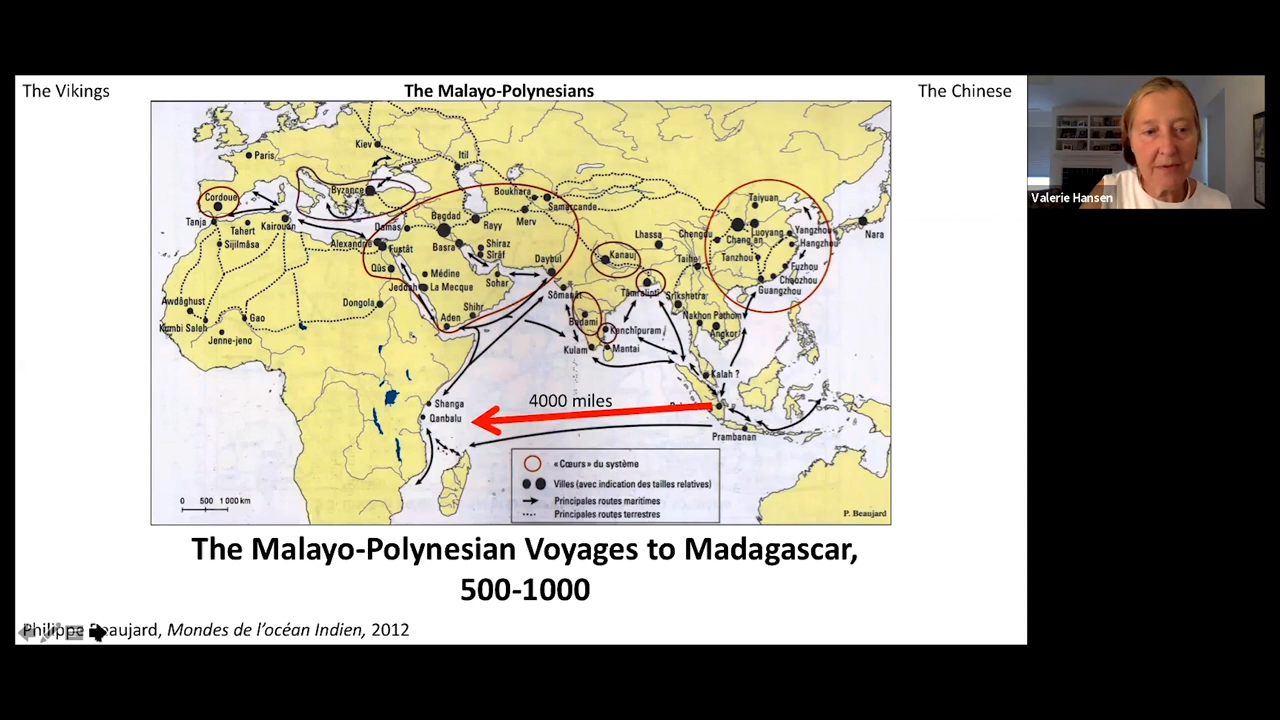 The Vikings
The Malayo-Polynesians
The Chinese
Valerie Hansen
Kiev
Paris
Itil
Cordoue
Byzance
Boukhara
Samarcande
Taiyuan
Tanja
Tahert
Kairouan
Damas
Bagdad
Rayy
Merv
Lhassa
Chengdu
Chang'an
Luoyang
Yangzhou
Nara
Sijilmâsa
Alexandrie
Fustât
Basra
Shiraz
Sîrâf
Daybul
Kanauj
Taihe
Tanzhou
Hangzhou
Qûs
Médine
Sohar
Fuzhou
Jeddah
La Mecque
Sômanât
Tâmralipti
Srikshetra
Chaozhou
Guangzhou
Awdâghust
Dongola
Shihr
Gao
Aden
Badami
Nakhon Pathom
Kumbi Saleh
Kanchîpuram
Angkor
Jenne-jeno
Kulam
Mantai
Kalah ?
Shanga
4000 miles
Qanbalu
Prambanan
« Cœurs » du système
Villes (avec indication des tailles relatives)
0 500 1000 km
Principales routes maritimes
Principales routes terrestres
P. Beaujard
The Malayo-Polynesian Voyages to Madagascar,
500-1000
Philippe Beaujard, Mondes de l'océan Indien, 2012